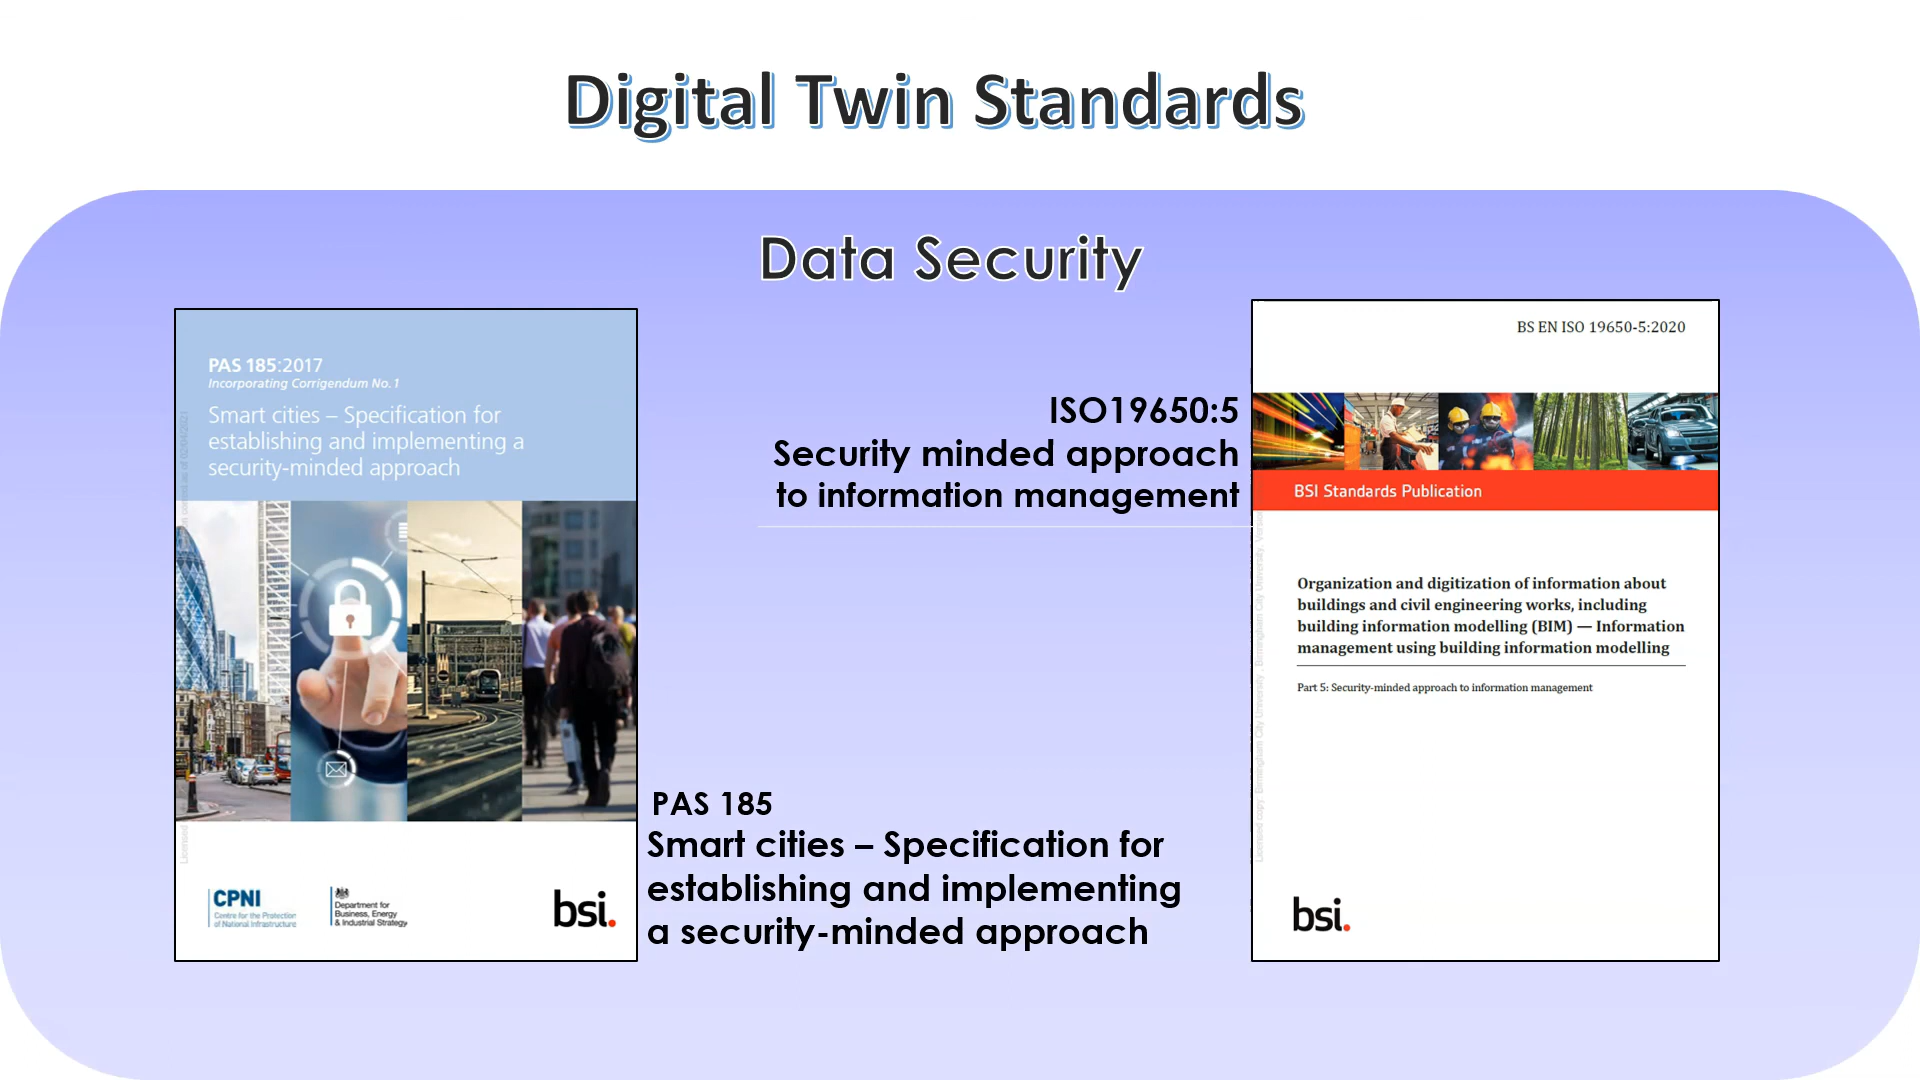 Digital Twin Standards
Data Security
PAS 185:2017
Incorporating Corrigendum No.1
Smart cities – Specification for
establishing and implementing a
security-minded approach
CPNI
Centre for the Protection
of National Infrastructure
Department for
Business, Energy
& Industrial Strategy
bsi.
ISO19650:5
Security minded approach
to information management
PAS 185
Smart cities – Specification for
establishing and implementing
a security-minded approach
BS EN ISO 19650-5:2020
BSI Standards Publication
Organization and digitization of information about
buildings and civil engineering works, including
building information modelling (BIM) — Information
management using building information modelling
Part 5: Security-minded approach to information management
bsi.